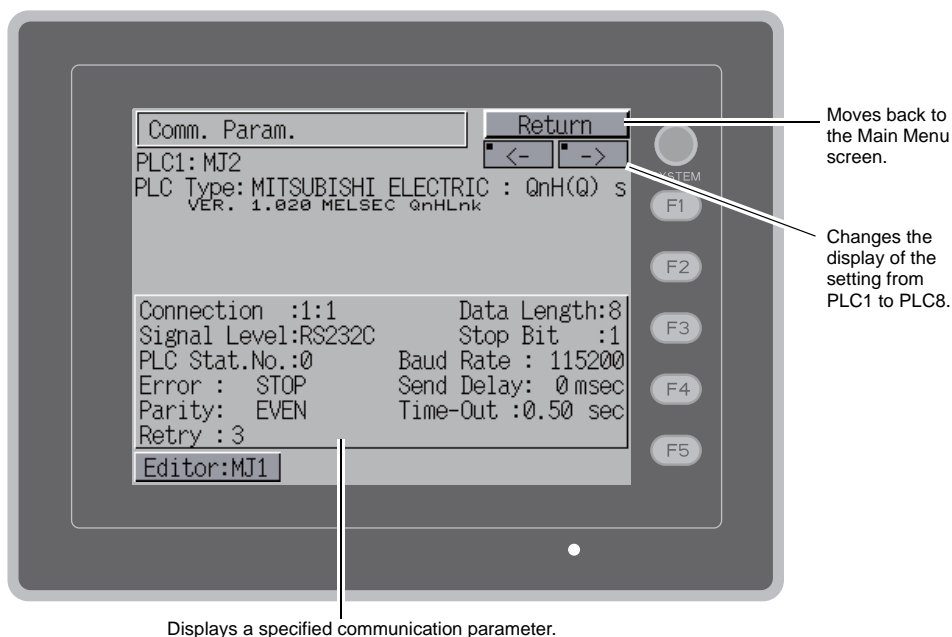 Comm. Param.
Return
<- ->
PLC1: MJ2
PLC Type: MITSUBISHI ELECTRIC : QnH(Q) s
VER. 1.020 MELSEC QnHLnk
Connection :1:1 Data Length:8
Signal Level:RS232C Stop Bit :1
PLC Stat.No.:0 Baud Rate : 115200
Error : STOP Send Delay: 0 msec
Parity: EVEN Time-Out :0.50 sec
Retry : 3
Editor:MJ1
F1
F2
F3
F4
F5
Moves back to
the Main Menu
screen.
Changes the
display of the
setting from
PLC1 to PLC8.
Displays a specified communication parameter.